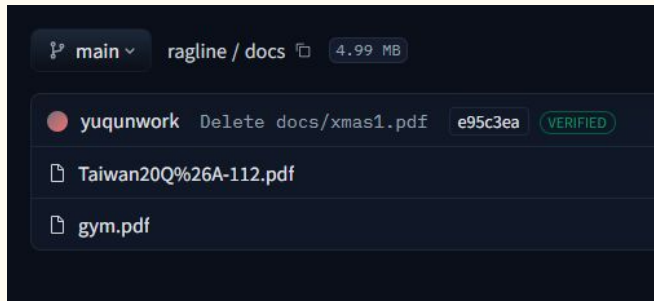 main ragline / docs 4.99 MB
yuqunwork Delete docs/xmas1.pdf e95c3ea VERIFIED
Taiwan20Q%26A-112.pdf
gym.pdf